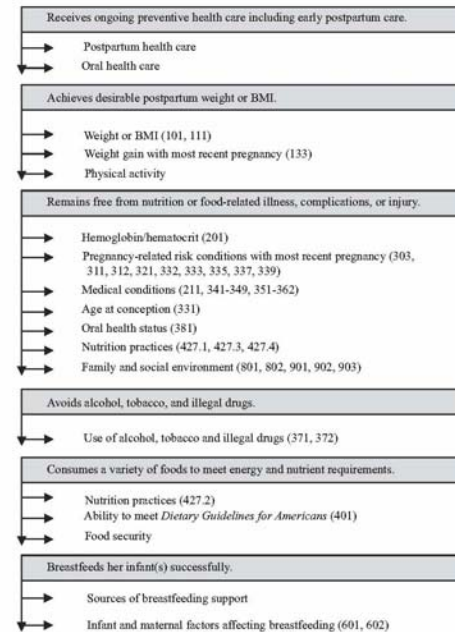 Receives ongoing preventive health care including early postpartum care.
Postpartum health care
Oral health care
Achieves desirable postpartum weight or BMI.
Weight or BMI (101, 111)
Weight gain with most recent pregnancy (133)
Physical activity
Remains free from nutrition or food-related illness, complications, or injury.
Hemoglobin/hematocrit (201)
Pregnancy-related risk conditions with most recent pregnancy (303,
311, 312, 321, 332, 333, 335, 337, 339)
Medical conditions (211, 341-349, 351-362)
Age at conception (331)
Oral health status (381)
Nutrition practices (427.1, 427.3, 427.4)
Family and social environment (801, 802, 901, 902, 903)
Avoids alcohol, tobacco, and illegal drugs.
Use of alcohol, tobacco and illegal drugs (371, 372)
Consumes a variety of foods to meet energy and nutrient requirements.
Nutrition practices (427.2)
Ability to meet Dietary Guidelines for Americans (401)
Food security
Breastfeeds her infant(s) successfully.
Sources of breastfeeding support
Infant and maternal factors affecting breastfeeding (601, 602)